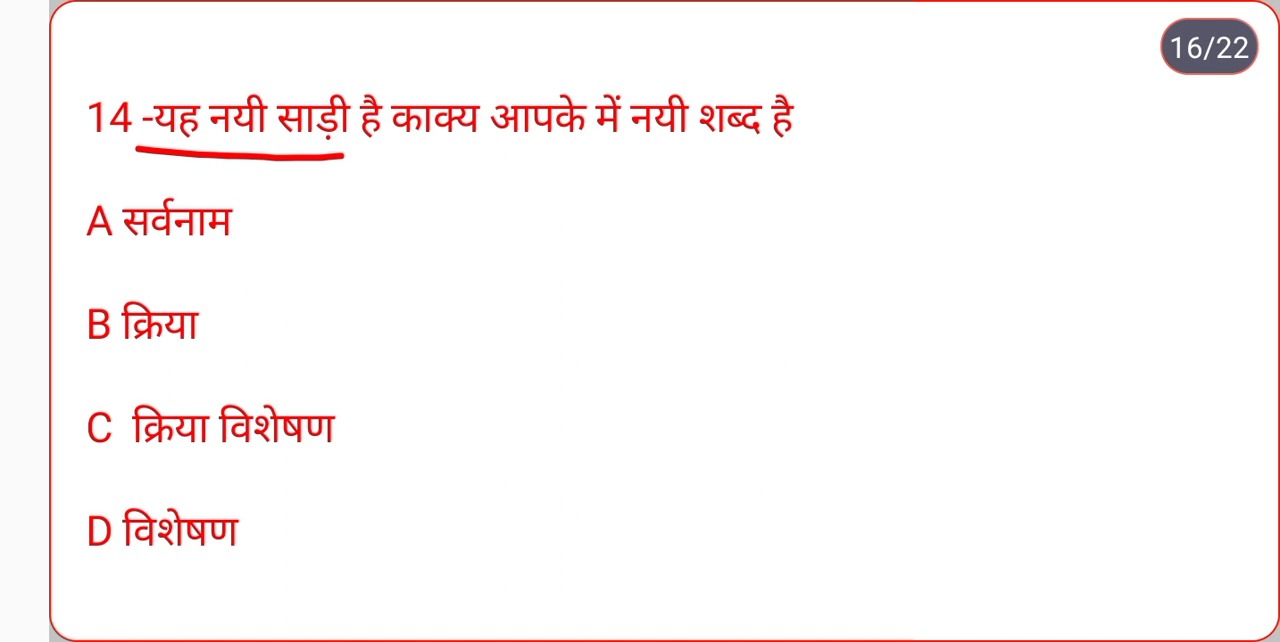 16/22
14 -यह नयी साड़ी है काक्य आपके में नयी शब्द है
A सर्वनाम
B क्रिया
C क्रिया विशेषण
D विशेषण